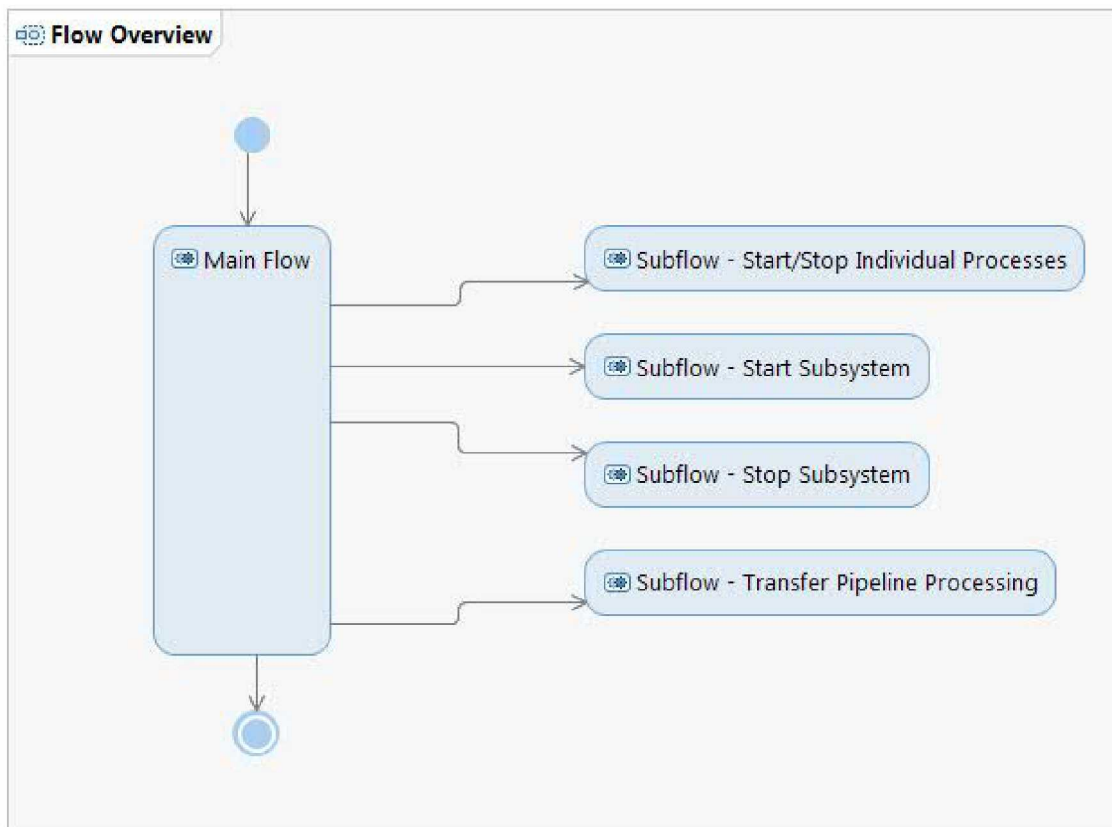 Flow Overview
Main Flow
Subflow - Start/Stop Individual Processes
Subflow - Start Subsystem
Subflow - Stop Subsystem
Subflow - Transfer Pipeline Processing